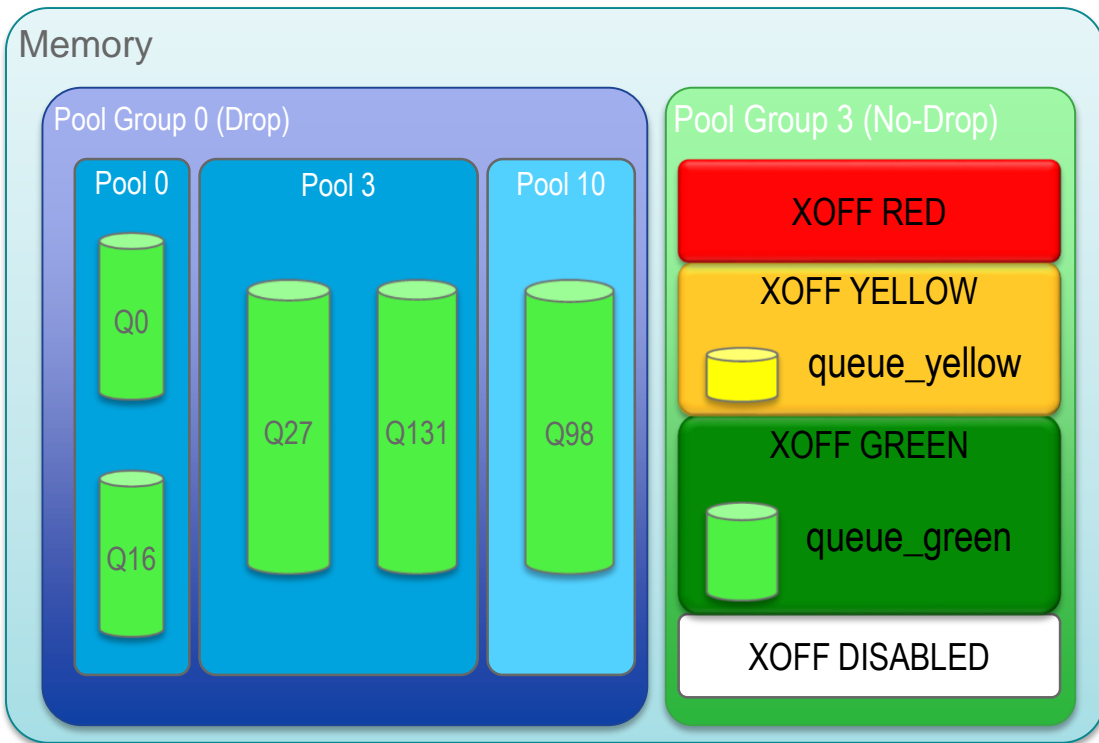 Memory
Pool Group 0 (Drop)
Pool 0
Q0
Q16
Pool 3
Q27
Q131
Pool 10
Q98
Pool Group 3 (No-Drop)
XOFF RED
XOFF YELLOW
queue_yellow
XOFF GREEN
queue_green
XOFF DISABLED